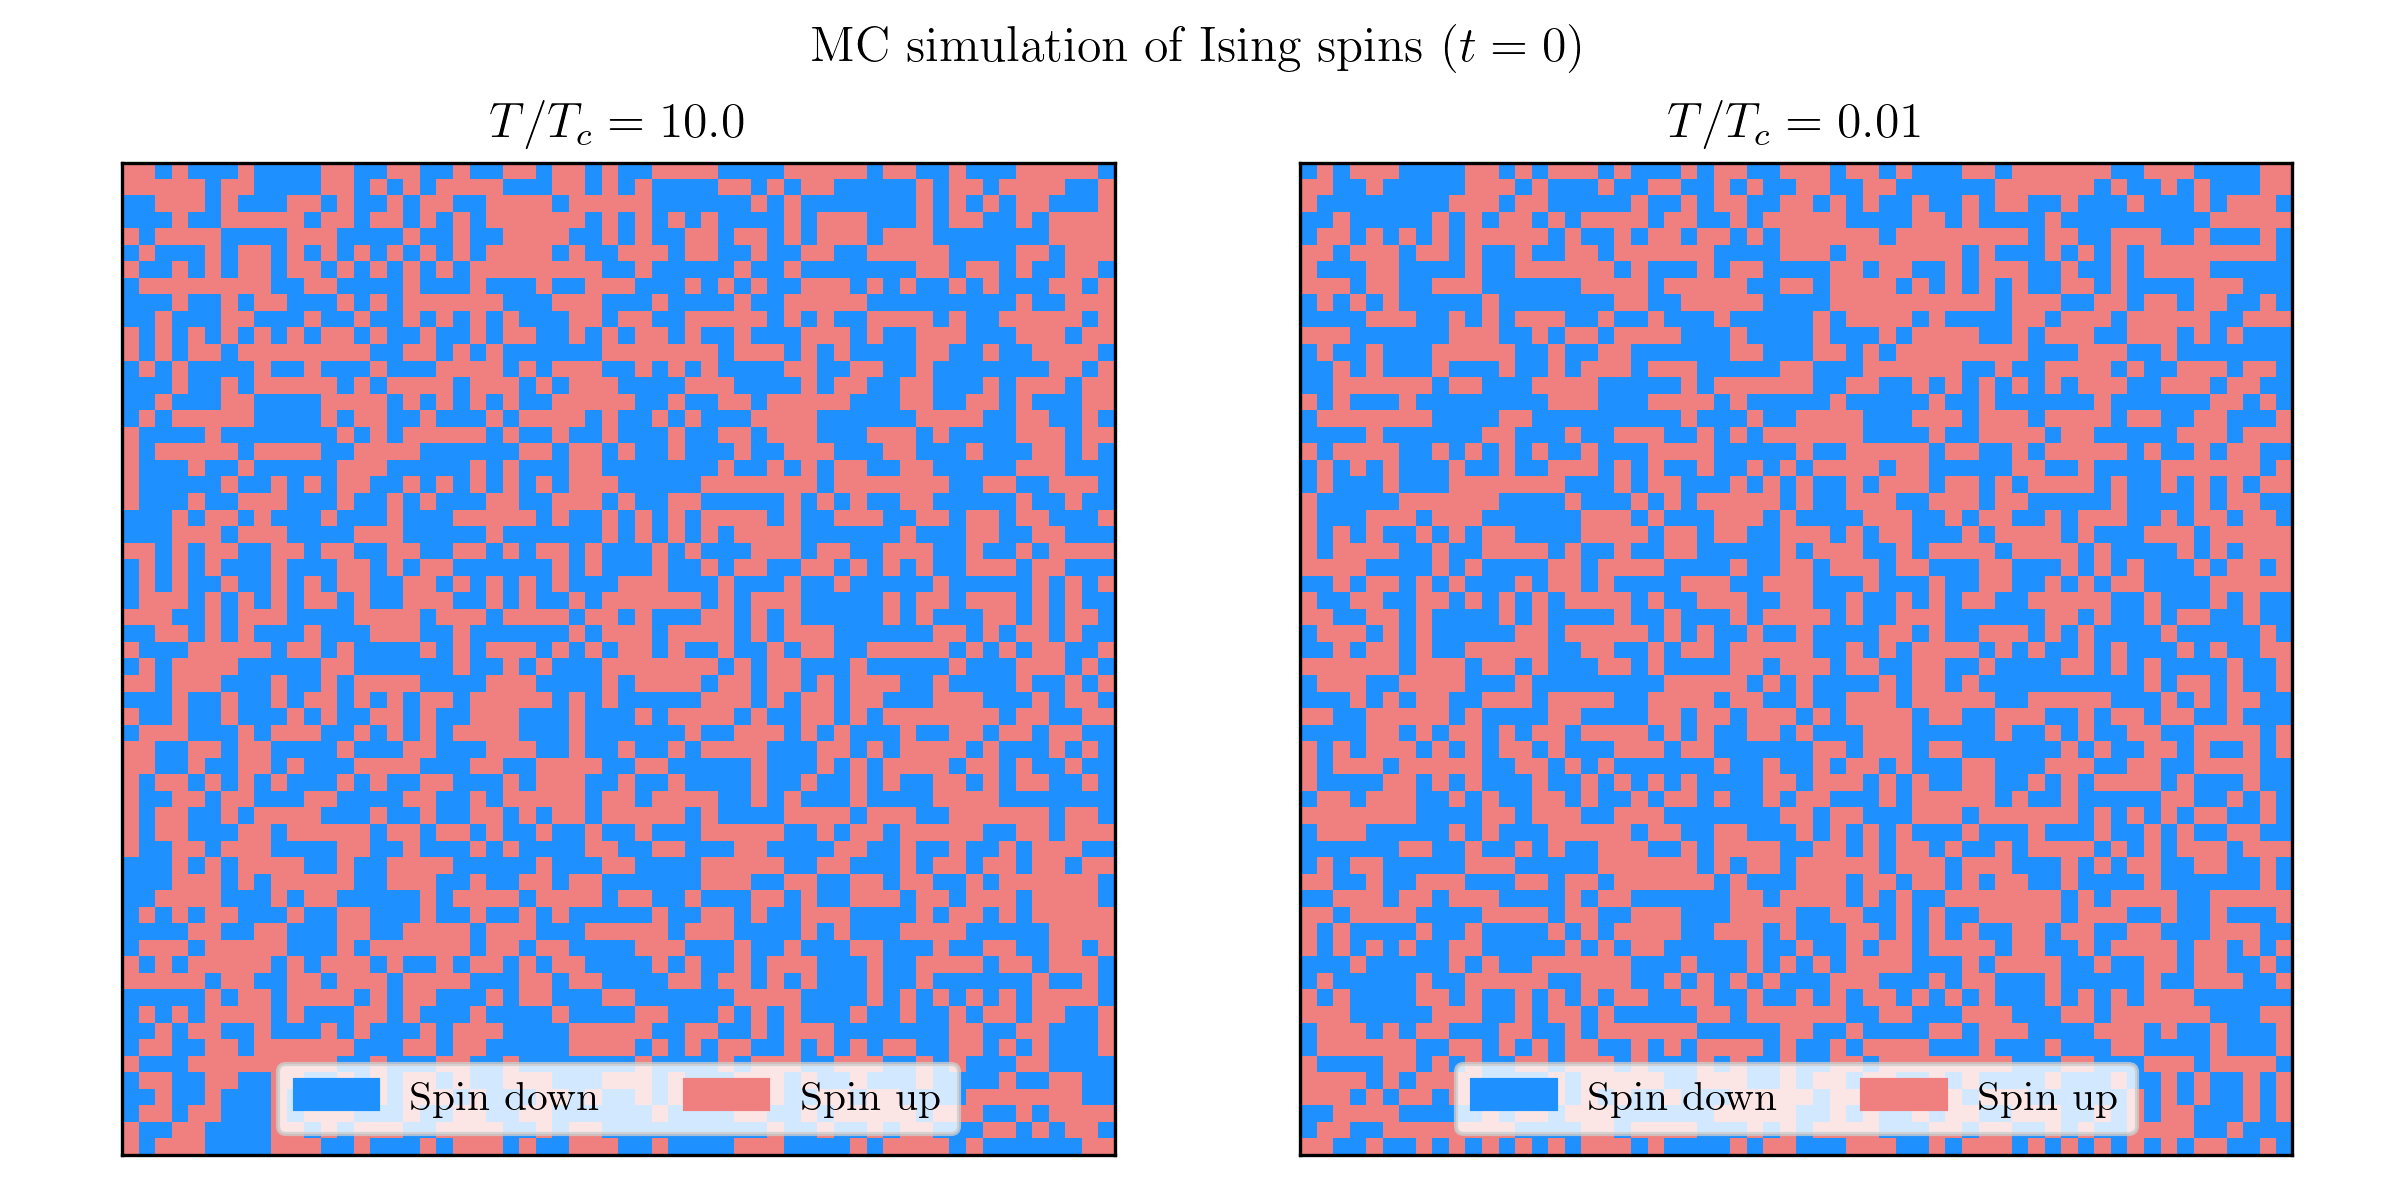 MC simulation of Ising spins (t = 0)
T/T_c = 10.0
T/T_c = 0.01
Spin down Spin up
Spin down Spin up